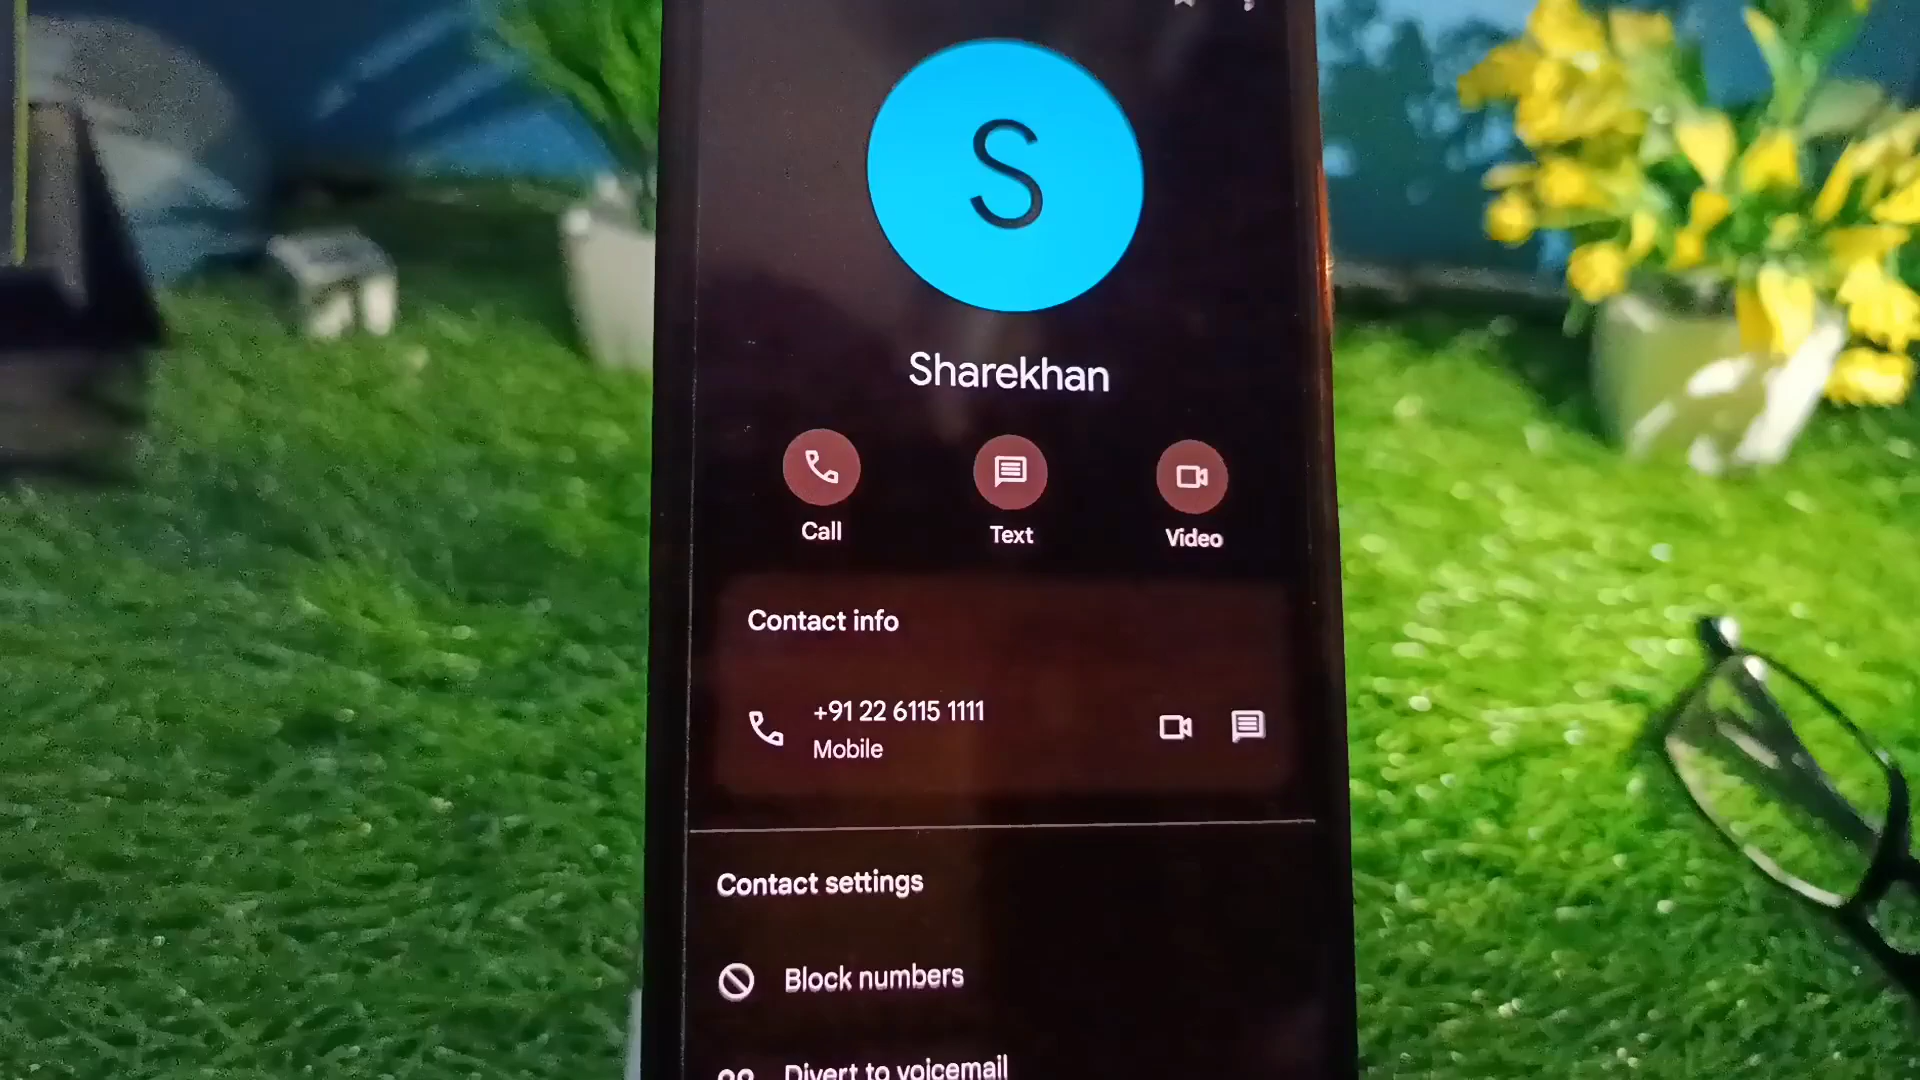 S
Sharekhan
Call Text Video
Contact info
+91 22 6115 1111
Mobile
Contact settings
Block numbers
Divert to voicemail